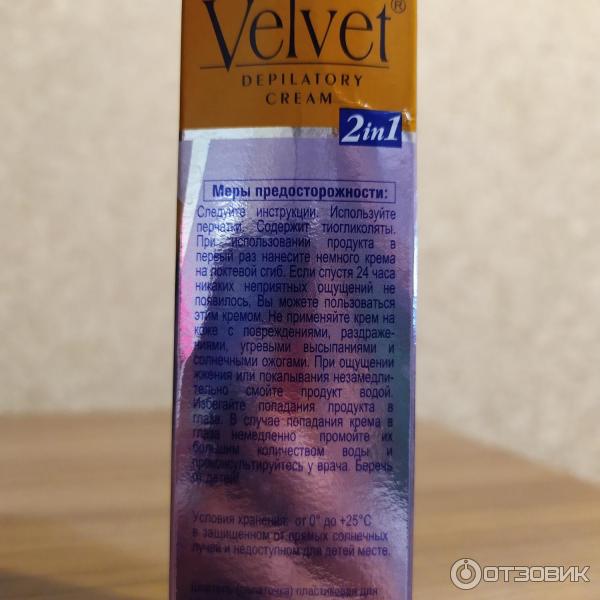 Velvet®
DEPILATORY
CREAM
2in1
Меры предосторожности:
Следуйте инструкции. Используйте
перчатки. Содержит тиогликоляты.
При использовании продукта в
первый раз нанесите немного крема
на локтевой сгиб. Если спустя 24 часа
никаких неприятных ощущений не
появилось, Вы можете пользоваться
этим кремом. Не применяйте крем на
коже с повреждениями, раздраже-
ниями, угревыми высыпаниями и
солнечными ожогами. При ощущении
жжения или покалывания незамедли-
тельно смойте продукт водой.
Избегайте попадания продукта в
глаза. В случае попадания крема в
глаза немедленно промойте их
большим количеством воды и
проконсультируйтесь у врача. Беречь
от детей!
Условия хранения: от 0° до +25°С
в защищенном от прямых солнечных
лучей и недоступном для детей месте.
шпатель (лопаточка) пластиковая для
ОТЗОВИК